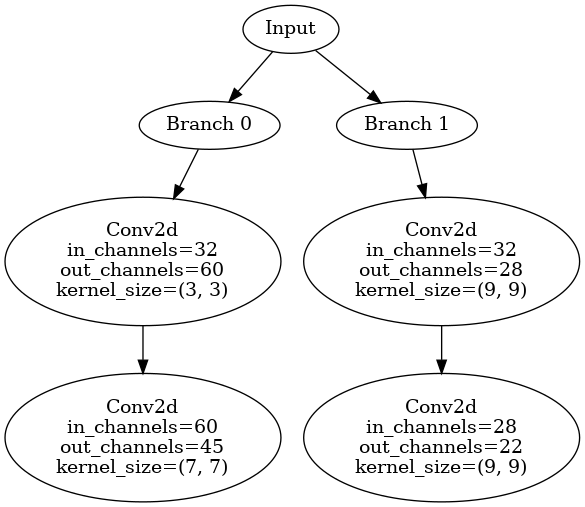 Input
Branch 0
Branch 1
Conv2d
in_channels=32
out_channels=60
kernel_size=(3, 3)
Conv2d
in_channels=32
out_channels=28
kernel_size=(9, 9)
Conv2d
in_channels=60
out_channels=45
kernel_size=(7, 7)
Conv2d
in_channels=28
out_channels=22
kernel_size=(9, 9)